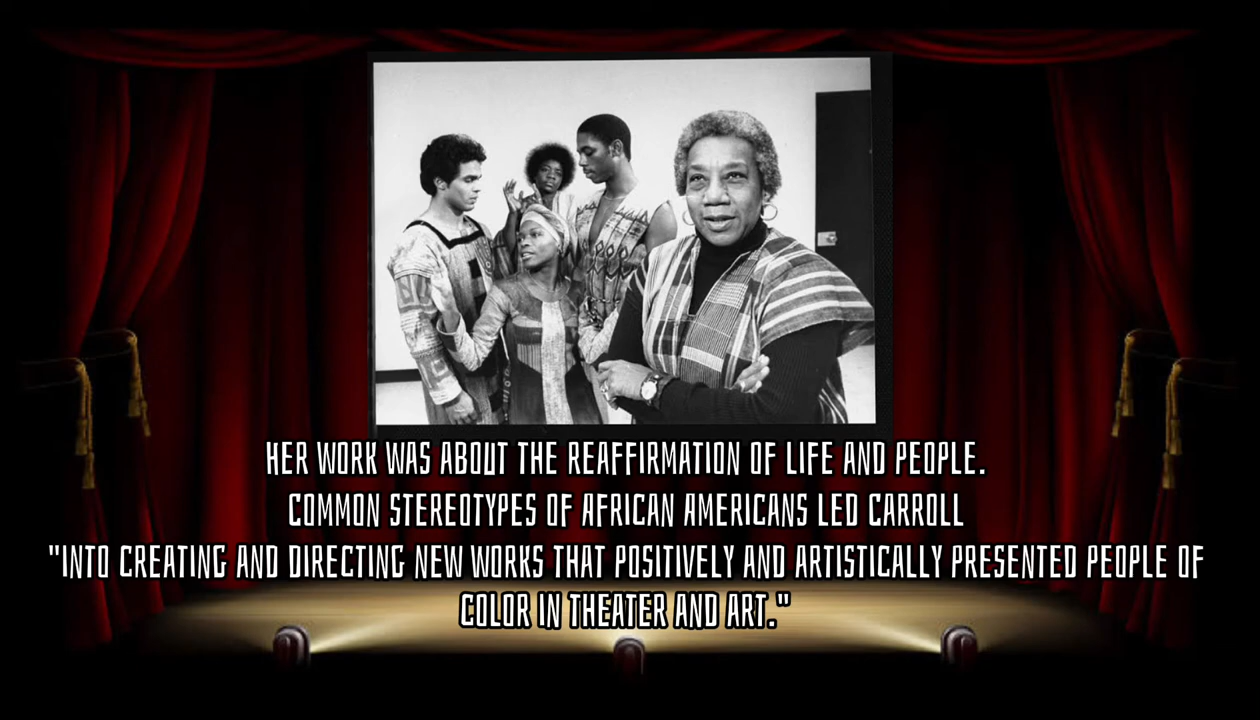 HER WORK WAS ABOUT THE REAFFIRMATION OF LIFE AND PEOPLE.
COMMON STEREOTYPES OF AFRICAN AMERICANS LED CARROLL
"INTO CREATING AND DIRECTING NEW WORKS THAT POSITIVELY AND ARTISTICALLY PRESENTED PEOPLE OF
COLOR IN THEATER AND ART."